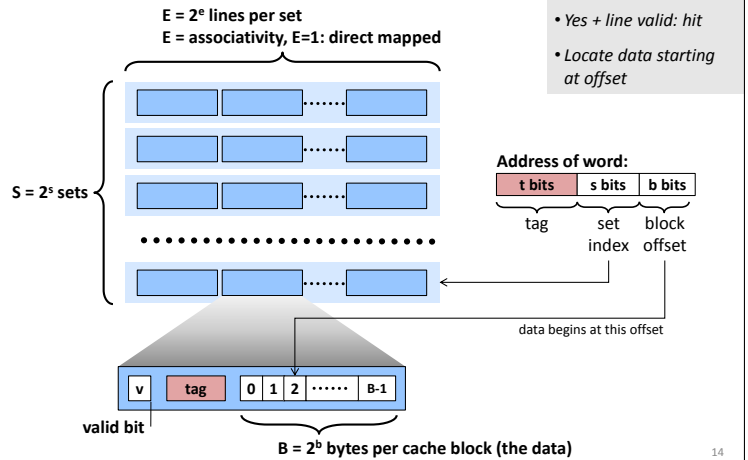 E = 2ᵉ lines per set
E = associativity, E=1: direct mapped
• Yes + line valid: hit
• Locate data starting
at offset
S = 2ˢ sets
Address of word:
t bits s bits b bits
tag set index block offset
data begins at this offset
v tag 0 1 2 •••••• B-1
valid bit
B = 2ᵇ bytes per cache block (the data)
14